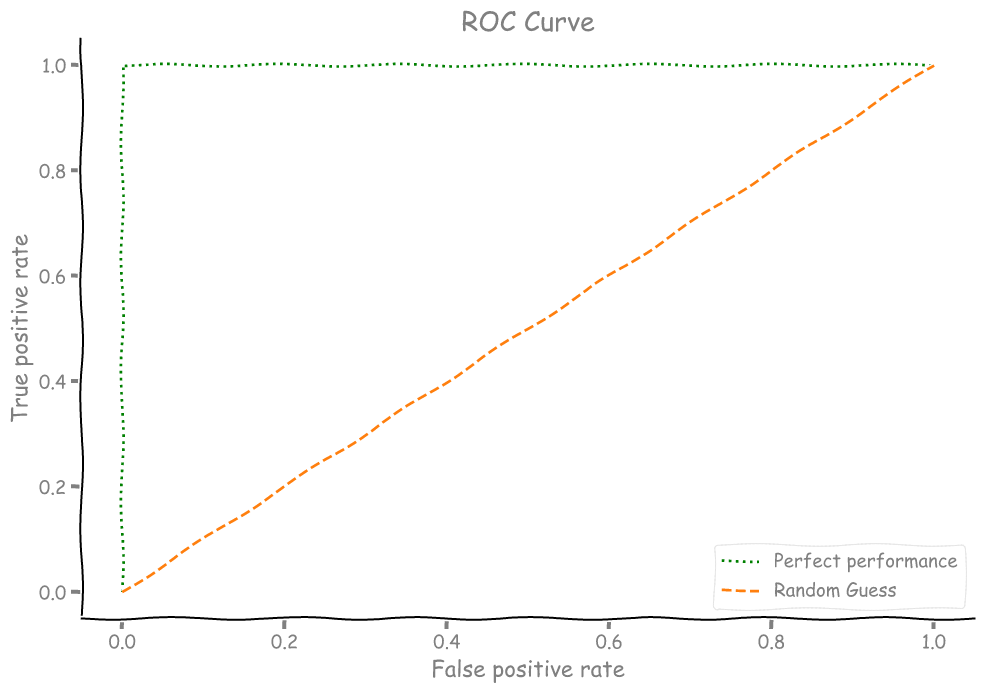 ROC Curve
True positive rate
1.0
0.8
0.6
0.4
0.2
0.0
0.0 0.2 0.4 0.6 0.8 1.0
False positive rate
Perfect performance
Random Guess